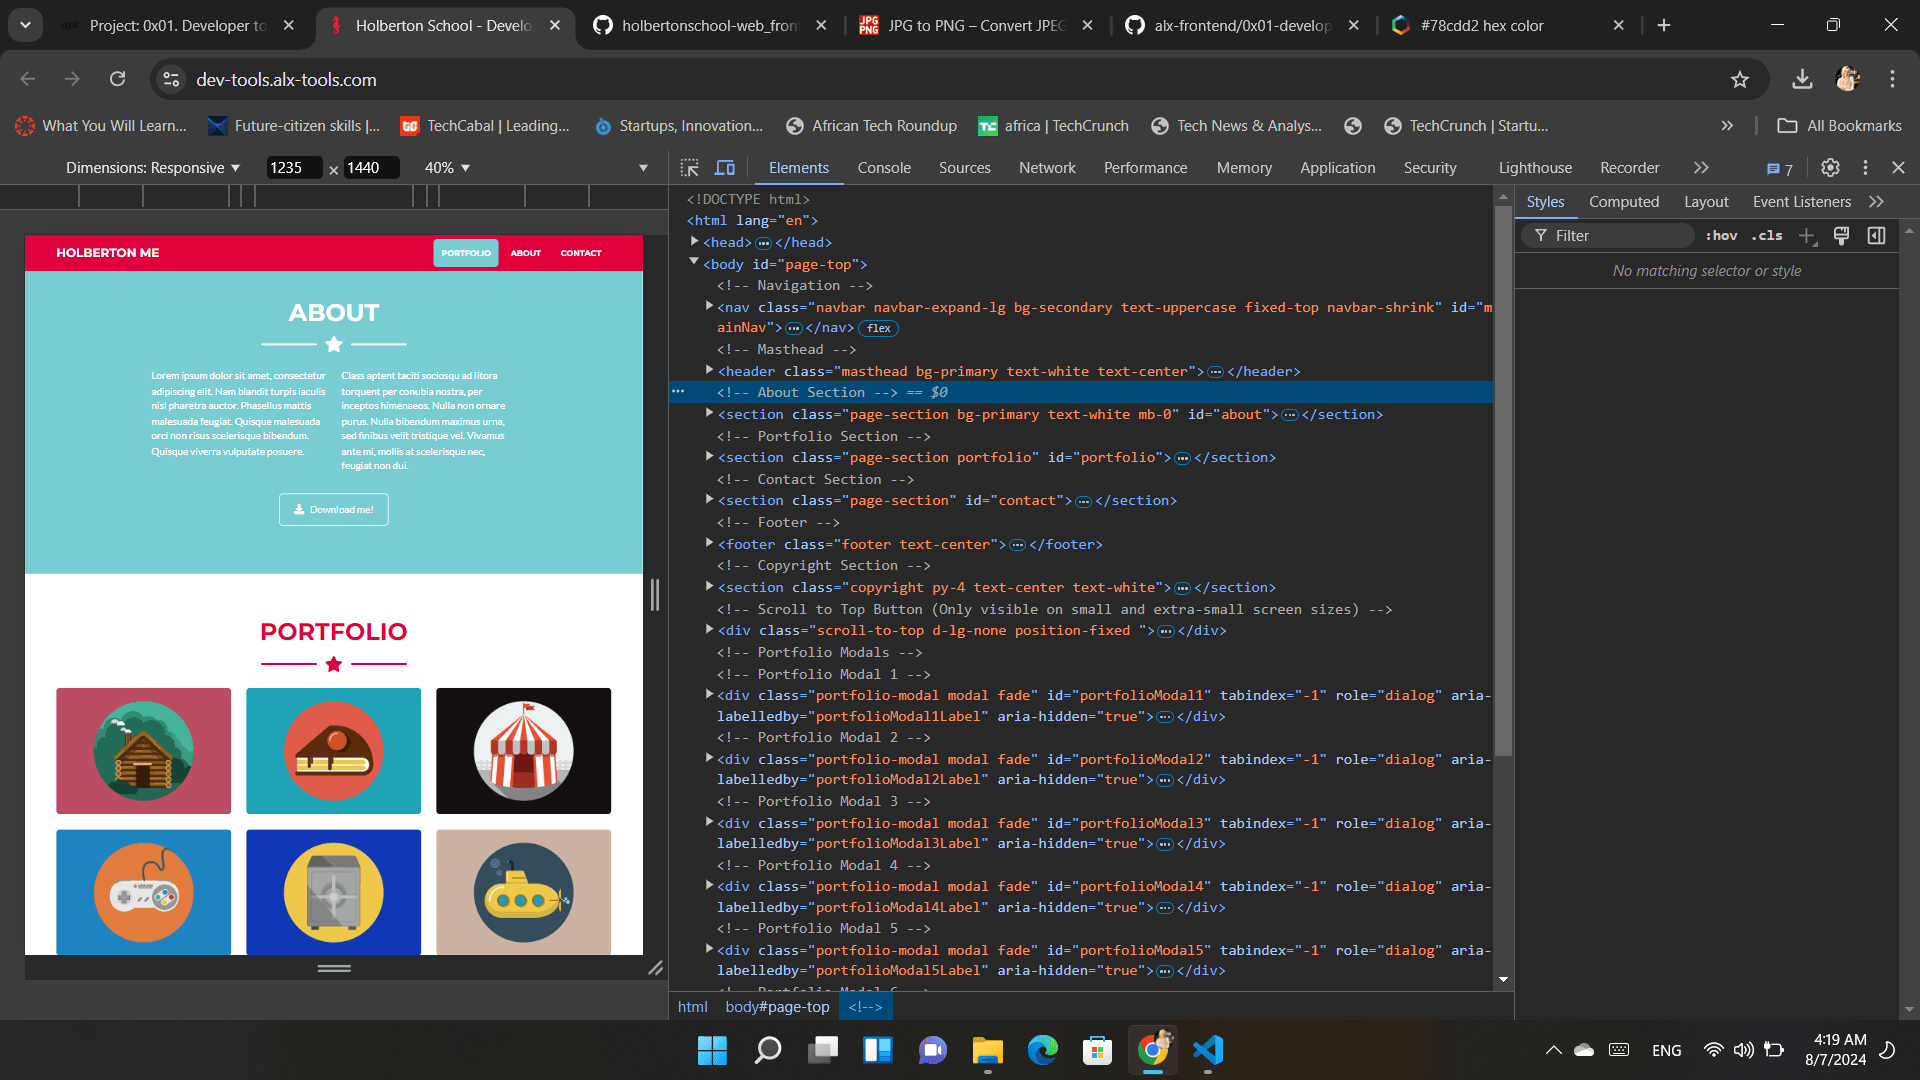 alx Project: 0x01. Developer to
Holberton School - Develo
holbertonschool-web_fron
JPG PNG JPG to PNG – Convert JPEG
alx-frontend/0x01-develop
#78cdd2 hex color
dev-tools.alx-tools.com
What You Will Learn...
Future-citizen skills |...
TechCabal | Leading...
Startups, Innovation...
African Tech Roundup
africa | TechCrunch
Tech News & Analys...
TechCrunch | Startu...
All Bookmarks
Dimensions: Responsive 1235 × 1440 40%
Elements Console Sources Network Performance Memory Application Security Lighthouse Recorder 7
HOLBERTON ME PORTFOLIO ABOUT CONTACT
ABOUT
Lorem ipsum dolor sit amet, consectetur
adipiscing elit. Nam blandit turpis iaculis
nisl pharetra auctor. Phasellus mattis
malesuada feugiat. Quisque malesuada
orci non risus scelerisque bibendum.
Quisque viverra vulputate posuere.
Class aptent taciti sociosqu ad litora
torquent per conubia nostra, per
inceptos himenaeos. Nulla non ornare
purus. Nulla bibendum maximus urna,
sed finibus velit tristique vel. Vivamus
ante mi, mollis at scelerisque nec,
feugiat non dui.
Download me!
PORTFOLIO
<!DOCTYPE html>
<html lang="en">
<head>…</head>
<body id="page-top">
<!-- Navigation -->
<nav class="navbar navbar-expand-lg bg-secondary text-uppercase fixed-top navbar-shrink" id="m
ainNav">…</nav> flex
<!-- Masthead -->
<header class="masthead bg-primary text-white text-center">…</header>
<!-- About Section --> == $0
<section class="page-section bg-primary text-white mb-0" id="about">…</section>
<!-- Portfolio Section -->
<section class="page-section portfolio" id="portfolio">…</section>
<!-- Contact Section -->
<section class="page-section" id="contact">…</section>
<!-- Footer -->
<footer class="footer text-center">…</footer>
<!-- Copyright Section -->
<section class="copyright py-4 text-center text-white">…</section>
<!-- Scroll to Top Button (Only visible on small and extra-small screen sizes) -->
<div class="scroll-to-top d-lg-none position-fixed ">…</div>
<!-- Portfolio Modals -->
<!-- Portfolio Modal 1 -->
<div class="portfolio-modal modal fade" id="portfolioModal1" tabindex="-1" role="dialog" aria-
labelledby="portfolioModal1Label" aria-hidden="true">…</div>
<!-- Portfolio Modal 2 -->
<div class="portfolio-modal modal fade" id="portfolioModal2" tabindex="-1" role="dialog" aria-
labelledby="portfolioModal2Label" aria-hidden="true">…</div>
<!-- Portfolio Modal 3 -->
<div class="portfolio-modal modal fade" id="portfolioModal3" tabindex="-1" role="dialog" aria-
labelledby="portfolioModal3Label" aria-hidden="true">…</div>
<!-- Portfolio Modal 4 -->
<div class="portfolio-modal modal fade" id="portfolioModal4" tabindex="-1" role="dialog" aria-
labelledby="portfolioModal4Label" aria-hidden="true">…</div>
<!-- Portfolio Modal 5 -->
<div class="portfolio-modal modal fade" id="portfolioModal5" tabindex="-1" role="dialog" aria-
labelledby="portfolioModal5Label" aria-hidden="true">…</div>
html body#page-top <!-->
Styles Computed Layout Event Listeners
Filter :hov .cls
No matching selector or style
ENG
4:19 AM
8/7/2024